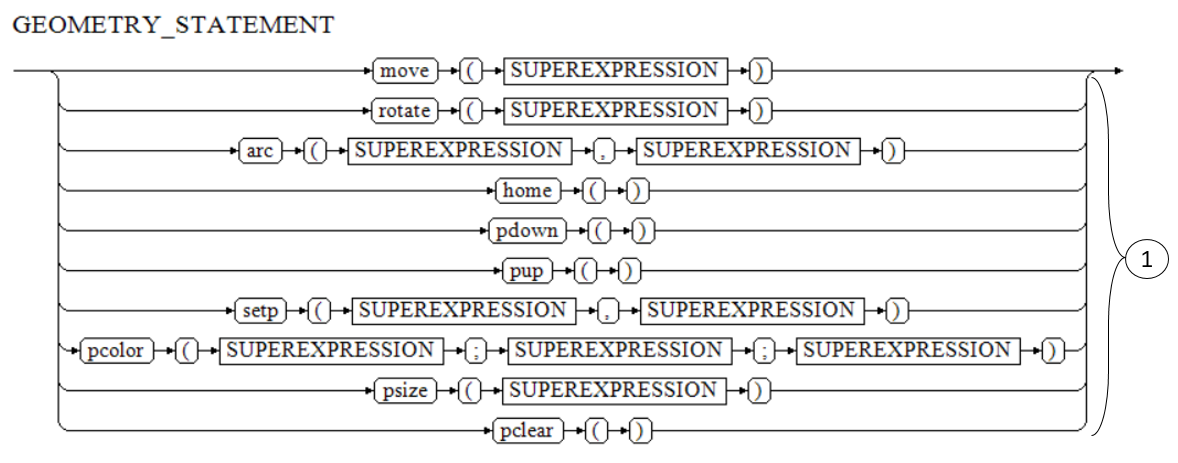 GEOMETRY_STATEMENT
move ( SUPEREXPRESSION )
rotate ( SUPEREXPRESSION )
arc ( SUPEREXPRESSION , SUPEREXPRESSION )
home ( )
pdown ( )
pup ( )
setp ( SUPEREXPRESSION , SUPEREXPRESSION )
pcolor ( SUPEREXPRESSION ; SUPEREXPRESSION ; SUPEREXPRESSION )
psize ( SUPEREXPRESSION )
pclear ( )
1